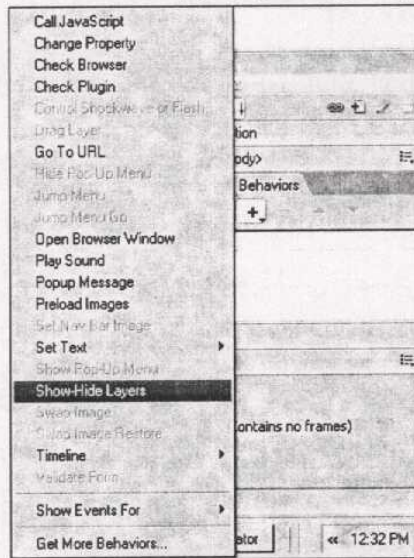 Call JavaScript
Change Property
Check Browser
Check Plugin
Control Shockwave or Flash
Drag Layer
Go To URL
Hide Pop-Up Menu
Jump Menu
Jump Menu Go
Open Browser Window
Play Sound
Popup Message
Preload Images
Set Nav Bar Image
Set Text
Show Pop-Up Menu
Show-Hide Layers
Swap Image
Swap Image Restore
Timeline
Validate Form
Show Events For
Get More Behaviors...
tion
ody>
Behaviors
ontains no frames)
ator
« 12:32 PM